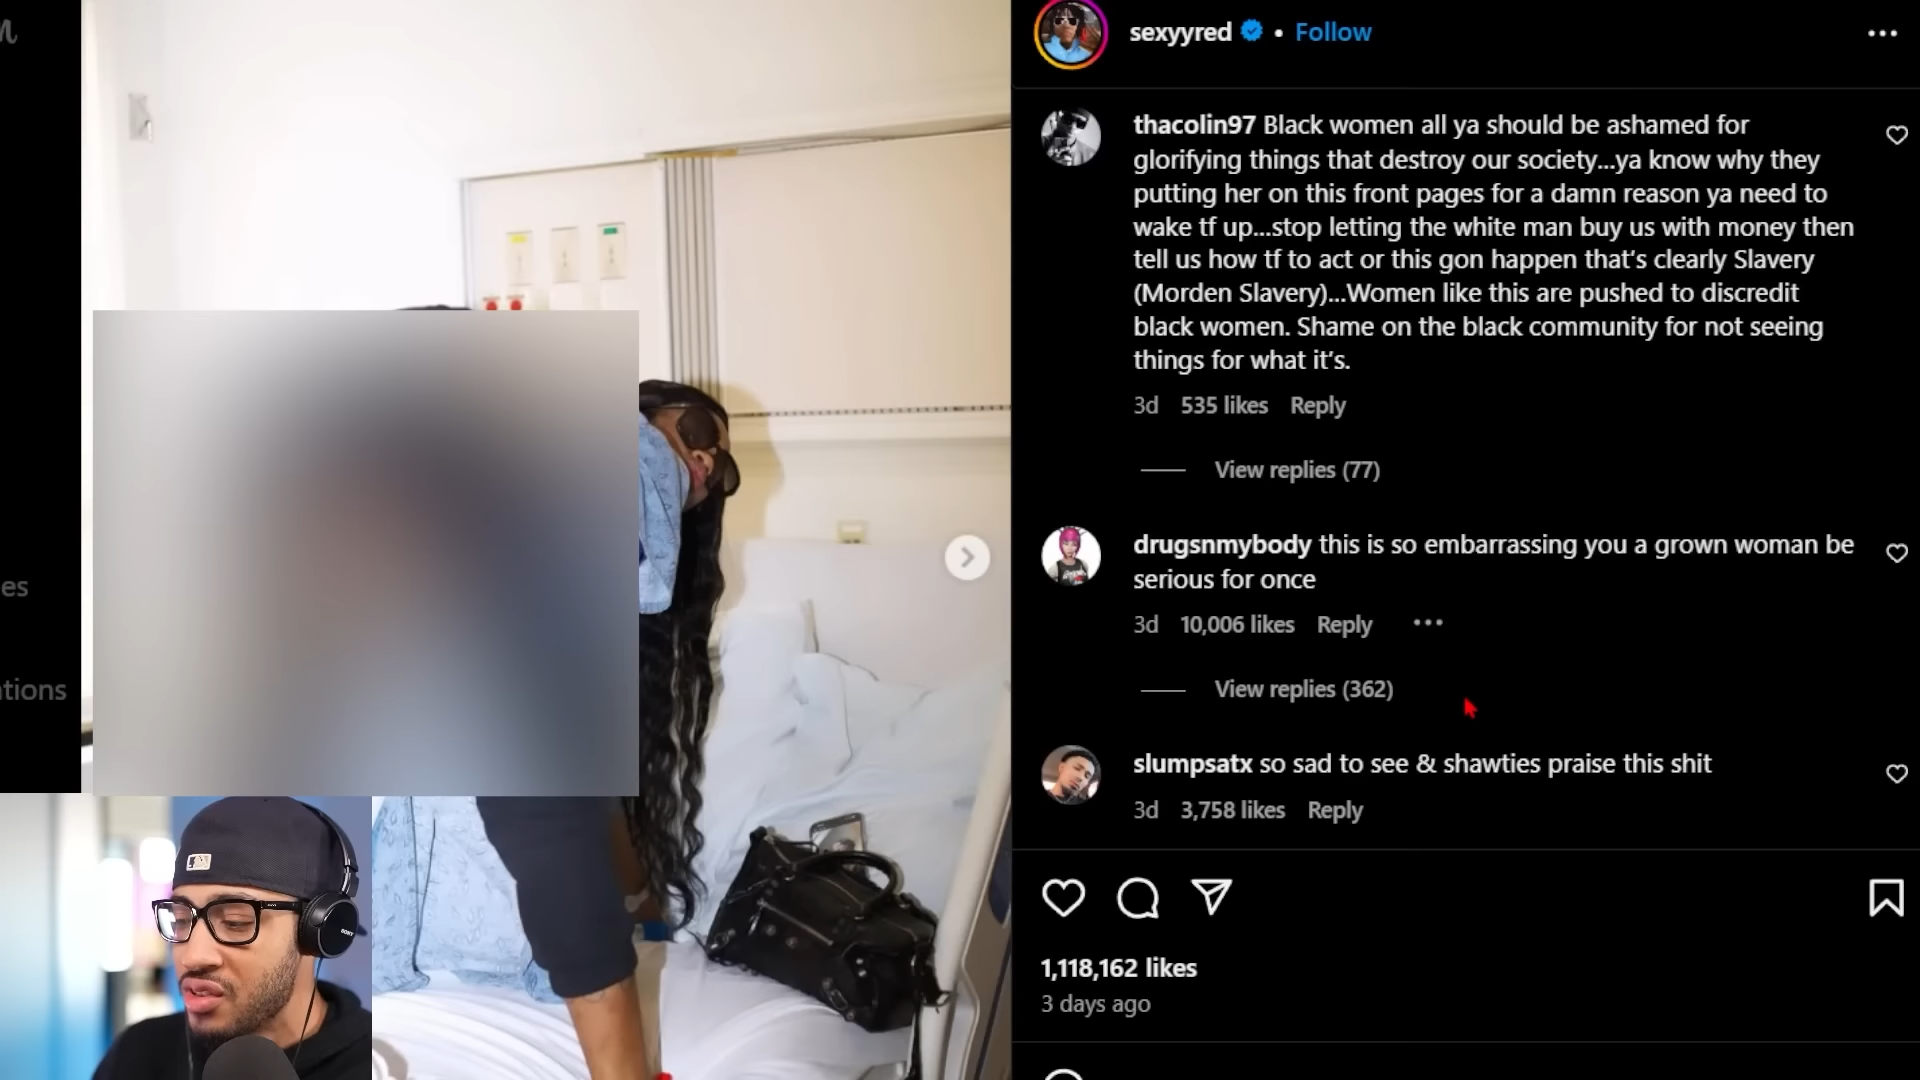 sexyyred • Follow
thacolin97 Black women all ya should be ashamed for
glorifying things that destroy our society...ya know why they
putting her on this front pages for a damn reason ya need to
wake tf up...stop letting the white man buy us with money then
tell us how tf to act or this gon happen that's clearly Slavery
(Morden Slavery)...Women like this are pushed to discredit
black women. Shame on the black community for not seeing
things for what it's.
3d 535 likes Reply
View replies (77)
drugsnmybody this is so embarrassing you a grown woman be
serious for once
3d 10,006 likes Reply
View replies (362)
slumpsatx so sad to see & shawties praise this shit
3d 3,758 likes Reply
1,118,162 likes
3 days ago
es
tions
SONY